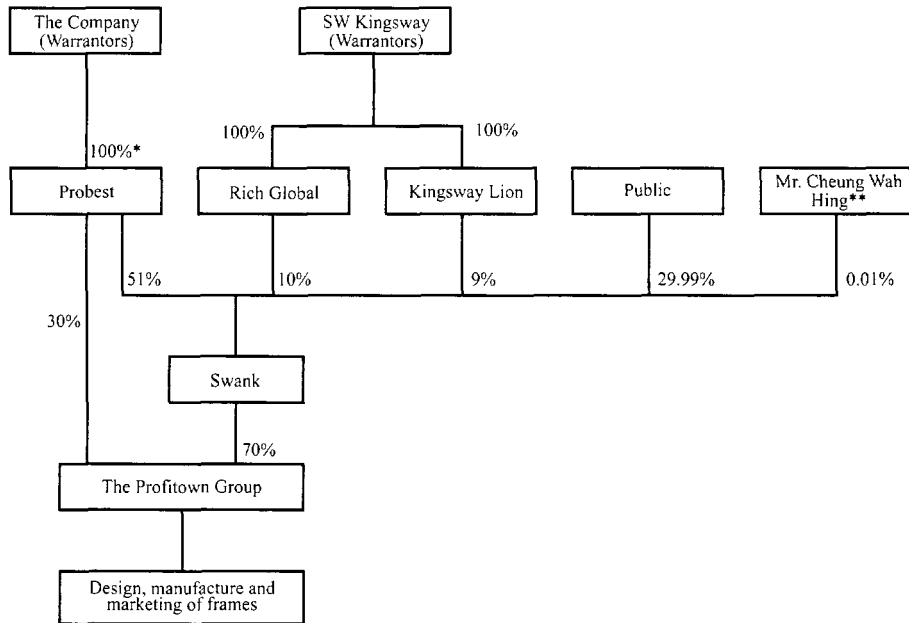 The Company
(Warrantors)
SW Kingsway
(Warrantors)
100%*
100%
100%
Probest
Rich Global
Kingsway Lion
Public
Mr. Cheung Wah
Hing**
51%
10%
9%
29.99%
0.01%
30%
Swank
70%
The Profitown Group
Design, manufacture and
marketing of frames